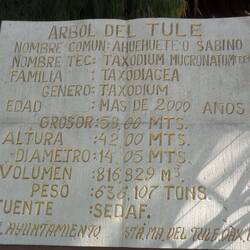 ARBOL DEL TULE
NOMBRE COMUN: AHUEHUETE O SABINO
NOMBRE TEC: TAXODIUM MUCRONATUM TEN
FAMILIA : TAXODIACEA
GENERO: TAXODIUM
EDAD : MAS DE 2000 AÑOS
GROSOR: 58.00 MTS.
ALTURA : 42.00 MTS.
DIAMETRO: 14.05 MTS.
VOLUMEN : 816,829 M³.
PESO : 636,107 TONS.
FUENTE : SEDAF.
H. AYUNTAMIENTO STA. MA. DEL TULE, OAX